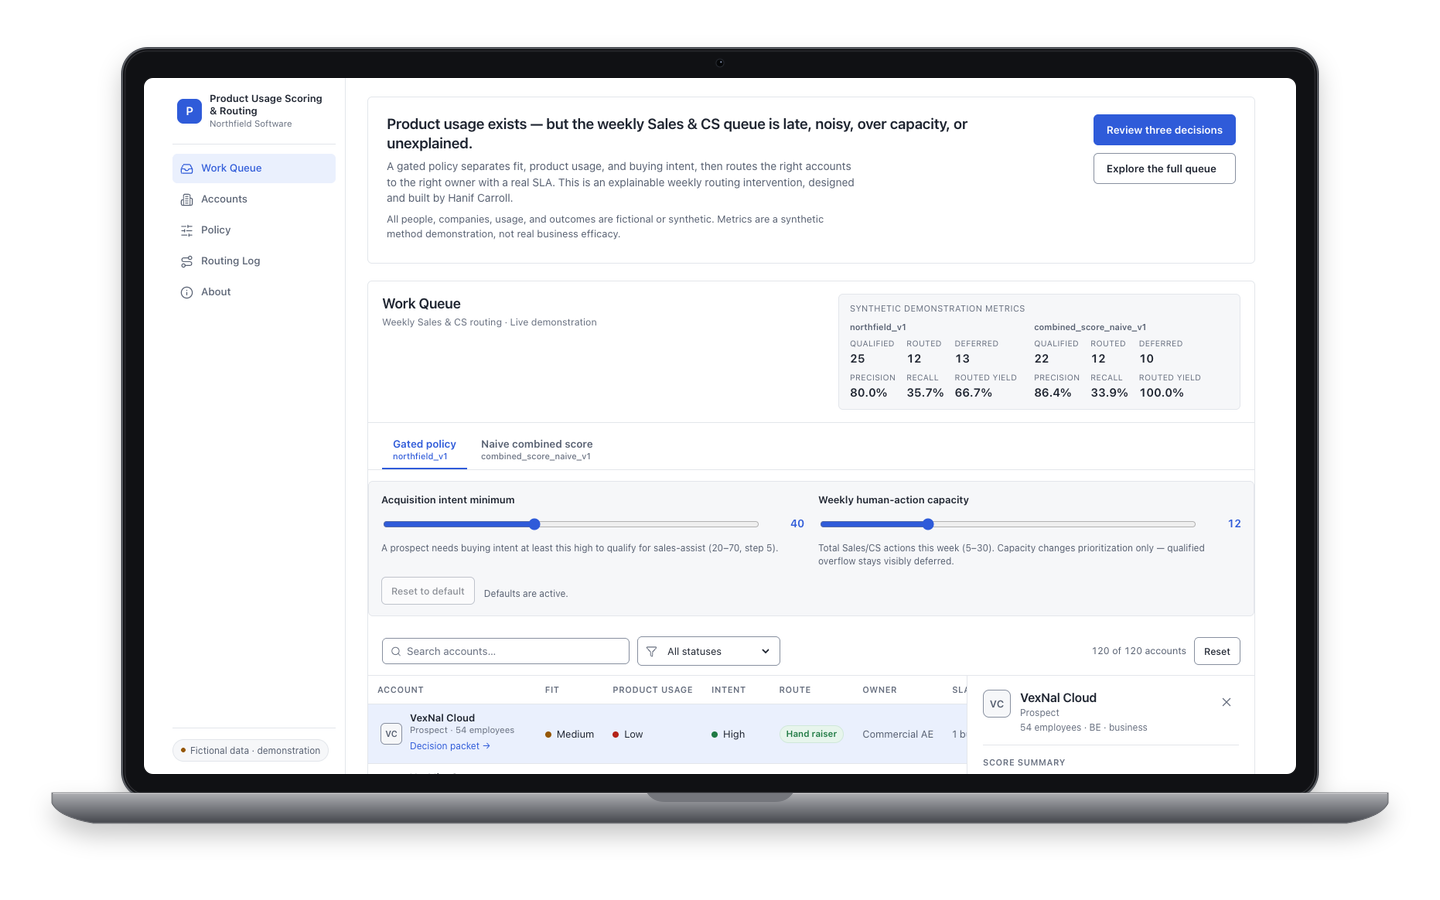 P
Product Usage Scoring
& Routing
Northfield Software
Work Queue
Accounts
Policy
Routing Log
About
Fictional data · demonstration
Product usage exists — but the weekly Sales & CS queue is late, noisy, over capacity, or
unexplained.
A gated policy separates fit, product usage, and buying intent, then routes the right accounts
to the right owner with a real SLA. This is an explainable weekly routing intervention, designed
and built by Hanif Carroll.
All people, companies, usage, and outcomes are fictional or synthetic. Metrics are a synthetic
method demonstration, not real business efficacy.
Review three decisions
Explore the full queue
Work Queue
Weekly Sales & CS routing · Live demonstration
SYNTHETIC DEMONSTRATION METRICS
northfield_v1
QUALIFIED ROUTED DEFERRED
25 12 13
PRECISION RECALL ROUTED YIELD
80.0% 35.7% 66.7%
combined_score_naive_v1
QUALIFIED ROUTED DEFERRED
22 12 10
PRECISION RECALL ROUTED YIELD
86.4% 33.9% 100.0%
Gated policy
northfield_v1
Naive combined score
combined_score_naive_v1
Acquisition intent minimum
40
A prospect needs buying intent at least this high to qualify for sales-assist (20–70, step 5).
Weekly human-action capacity
12
Total Sales/CS actions this week (5–30). Capacity changes prioritization only — qualified
overflow stays visibly deferred.
Reset to default
Defaults are active.
Search accounts...
All statuses
120 of 120 accounts
Reset
ACCOUNT FIT PRODUCT USAGE INTENT ROUTE OWNER SLA
VC
VexNal Cloud
Prospect · 54 employees
Decision packet →
Medium Low High Hand raiser Commercial AE 1 b
VC
VexNal Cloud
Prospect
54 employees · BE · business
SCORE SUMMARY